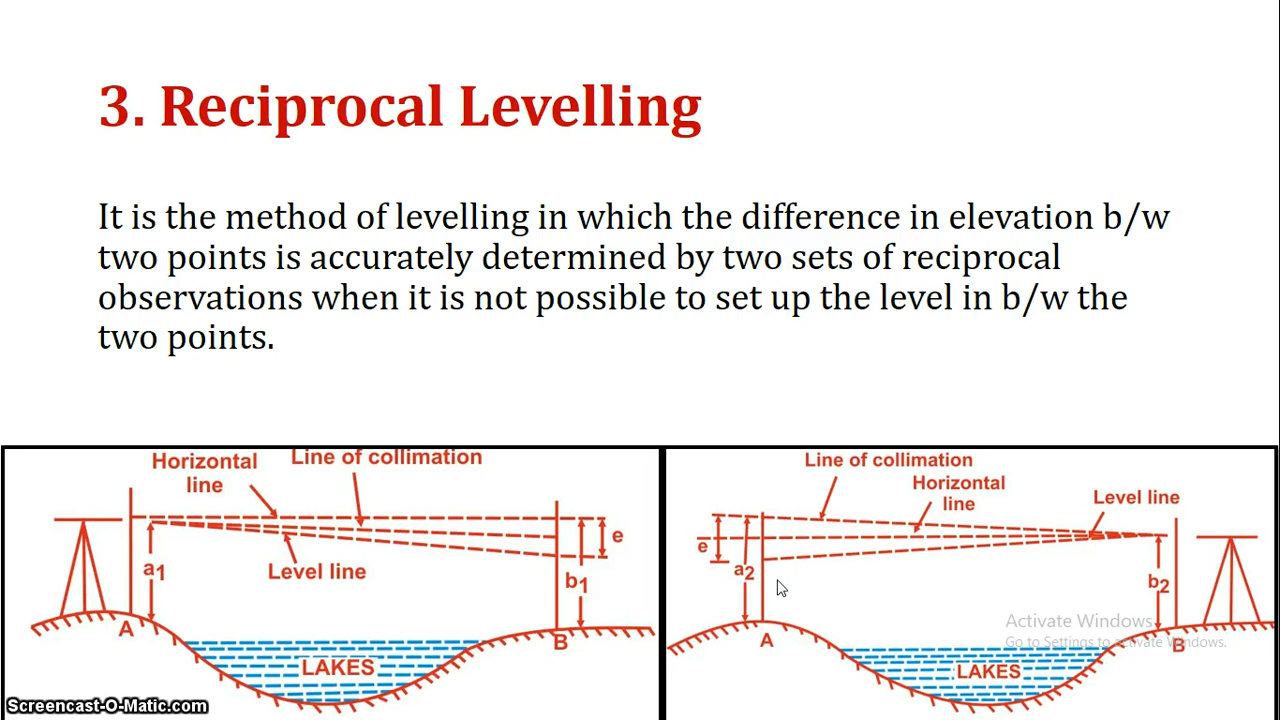 3. Reciprocal Levelling
It is the method of levelling in which the difference in elevation b/w
two points is accurately determined by two sets of reciprocal
observations when it is not possible to set up the level in b/w the
two points.
Horizontal
line
Line of collimation
Level line
a1
e
b1
A
B
LAKES
Line of collimation
Horizontal
line
Level line
e
a2
b2
A
B
LAKES
Activate Windows
Go to Settings to activate Windows.
Screencast-O-Matic.com